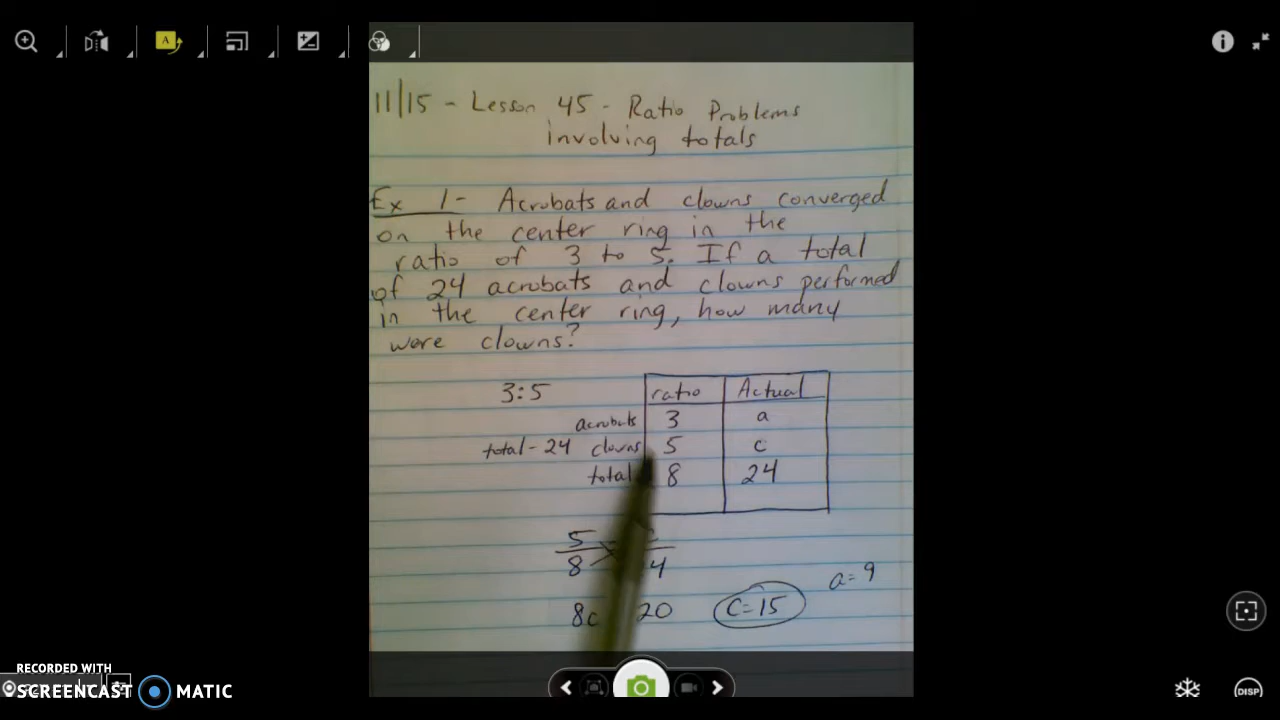 11/15 - Lesson 45 - Ratio Problems
involving totals
Ex 1- Acrobats and clowns converged
on the center ring in the
ratio of 3 to 5. If a total
of 24 acrobats and clowns performed
in the center ring, how many
were clowns?
3:5
ratio Actual
acrobats 3 a
total - 24 clowns 5 c
total 8 24
5
8 4
8c 20 C=15 a=9
RECORDED WITH
SCREENCAST MATIC
DISP
A